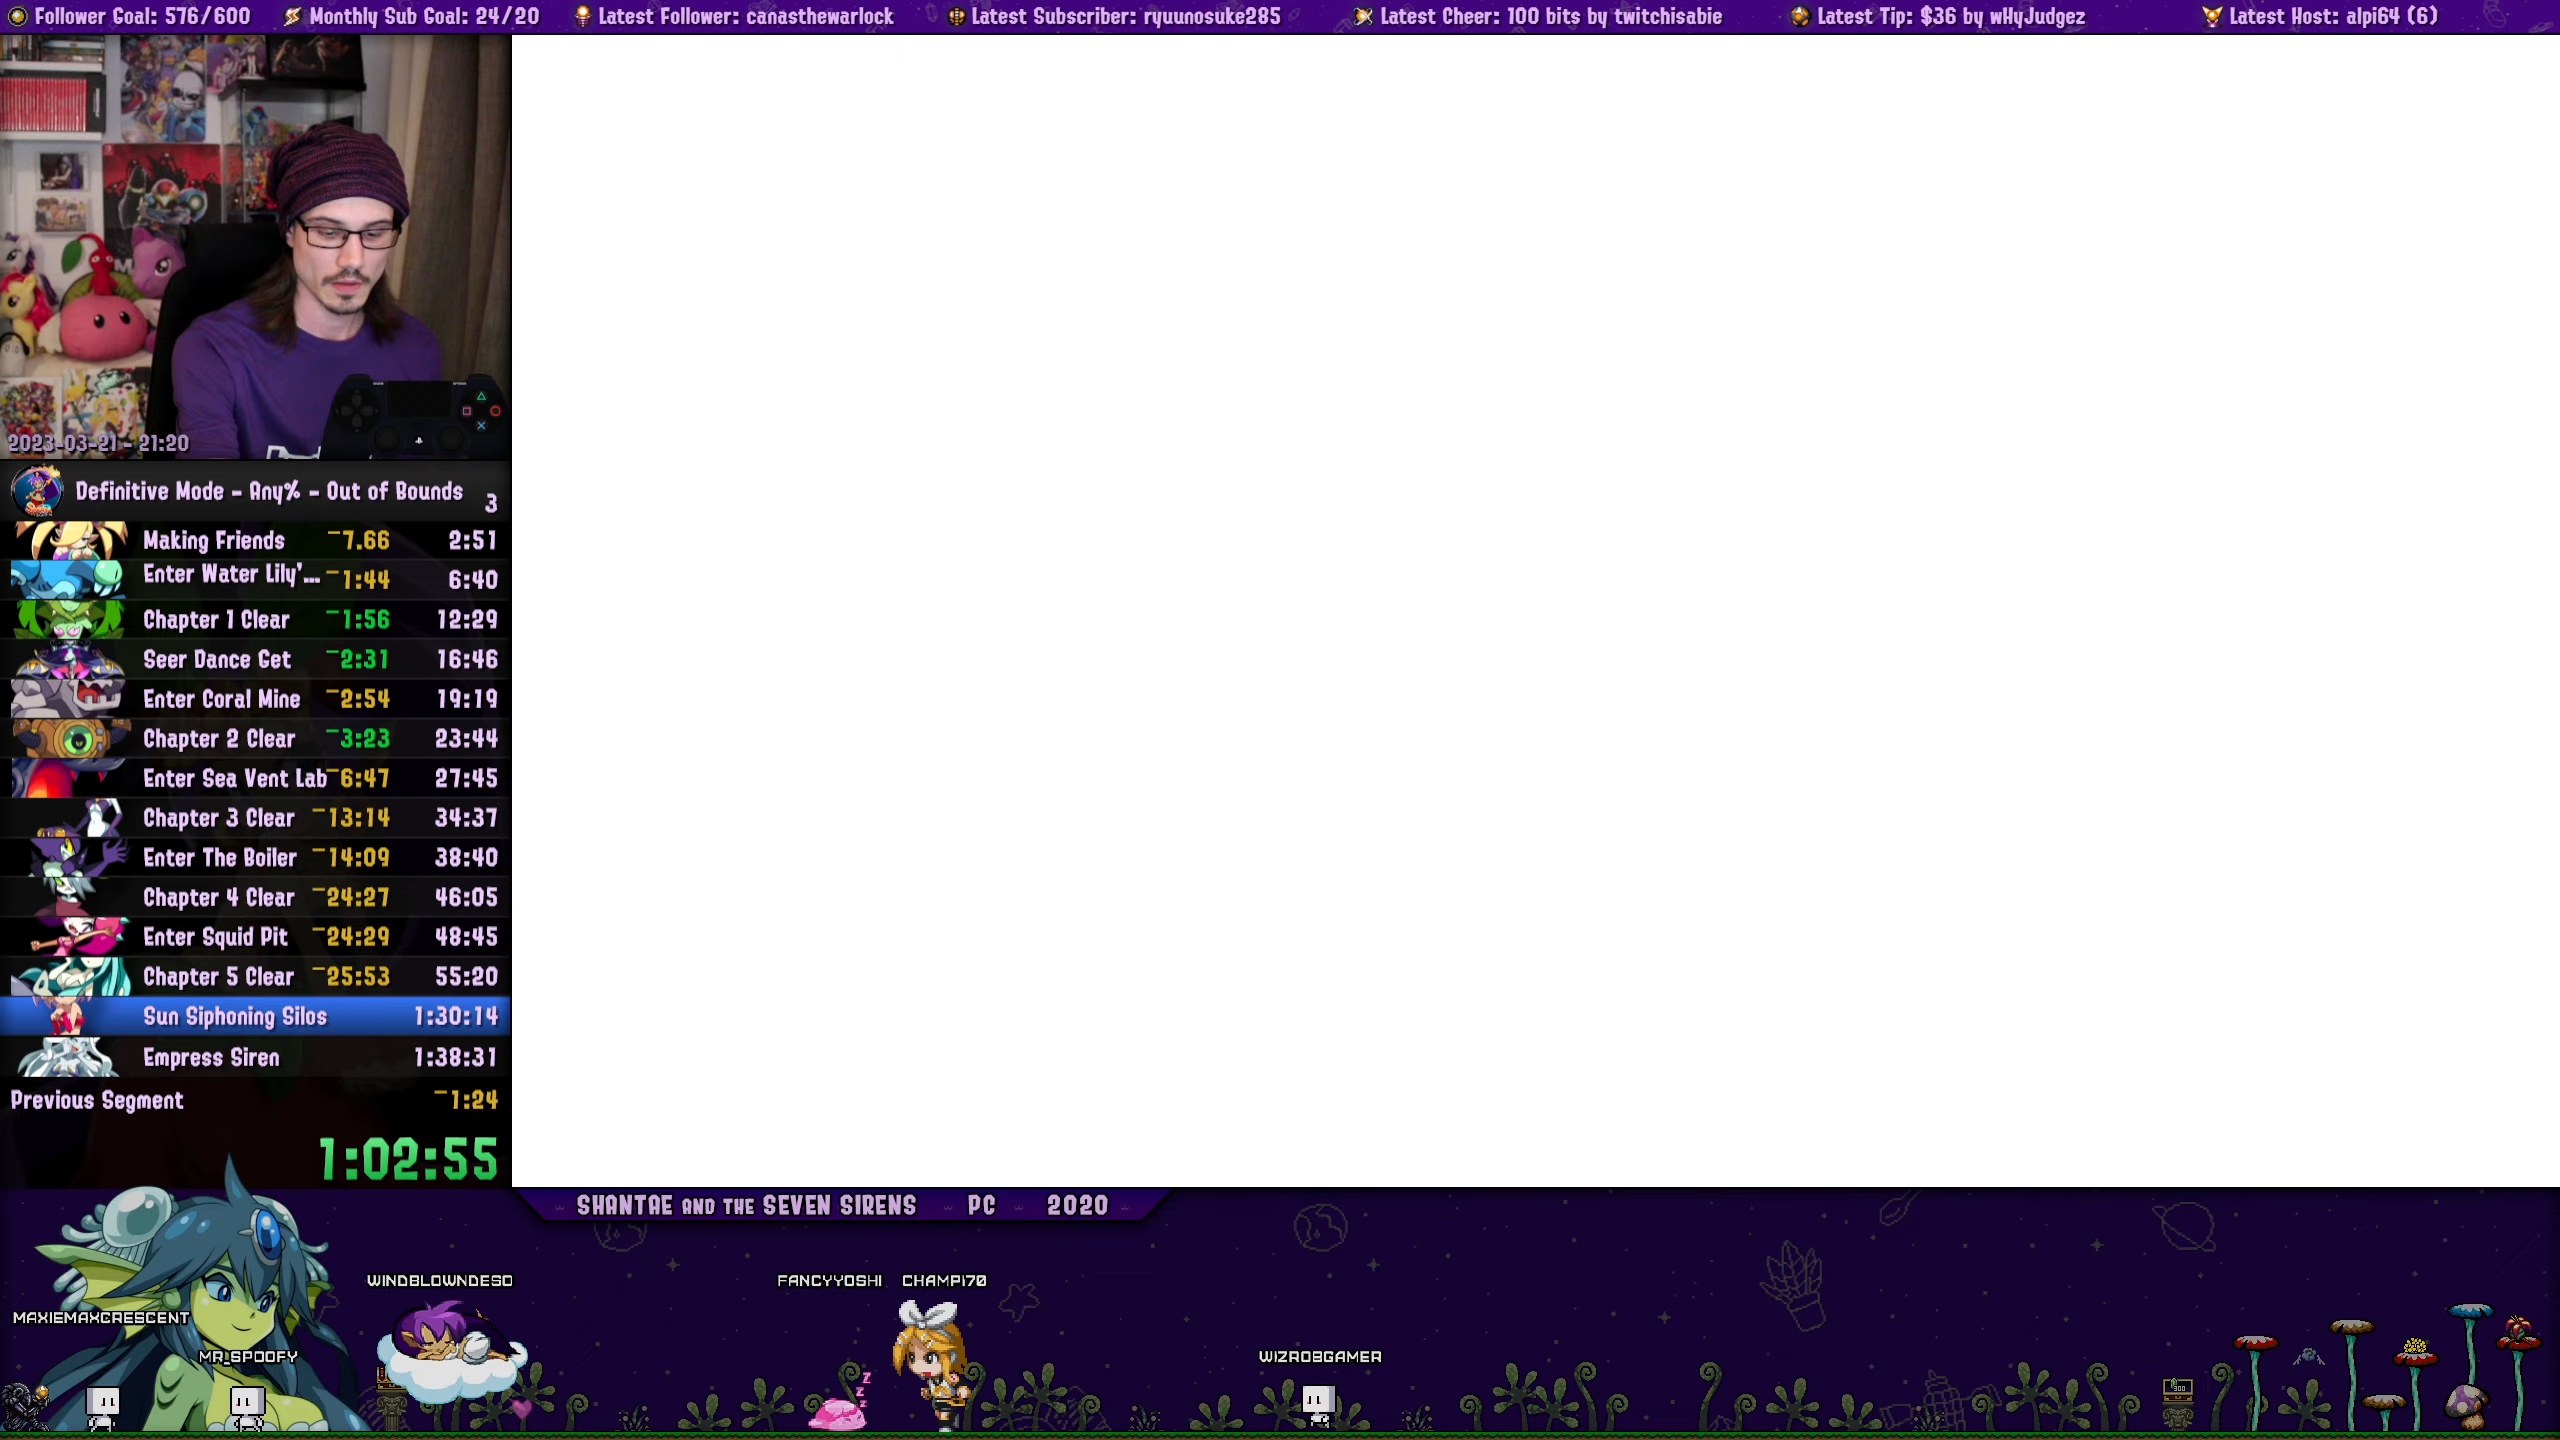 Follower Goal: 576/600
Monthly Sub Goal: 24/20
Latest Follower: canasthewarlock
Latest Subscriber: ryuunosuke285
Latest Cheer: 100 bits by twitchisabie
Latest Tip: $36 by wHyJudgez
Latest Host: alpi64 (6)
2023-03-21 - 21:20
Definitive Mode - Any% - Out of Bounds 3
Making Friends -7.66 2:51
Enter Water Lily'... -1:44 6:40
Chapter 1 Clear -1:56 12:29
Seer Dance Get -2:31 16:46
Enter Coral Mine -2:54 19:19
Chapter 2 Clear -3:23 23:44
Enter Sea Vent Lab -6:47 27:45
Chapter 3 Clear -13:14 34:37
Enter The Boiler -14:09 38:40
Chapter 4 Clear -24:27 46:05
Enter Squid Pit -24:29 48:45
Chapter 5 Clear -25:53 55:20
Sun Siphoning Silos 1:30:14
Empress Siren 1:38:31
Previous Segment -1:24
1:02:55
SHANTAE AND THE SEVEN SIRENS - PC - 2020
WINDBLOWNDESO
FANCYYOSHI
CHAMPI70
MAXIEMAXCRESCENT
MR_SPOOFY
WIZROBGAMER
z
z
z
z
900